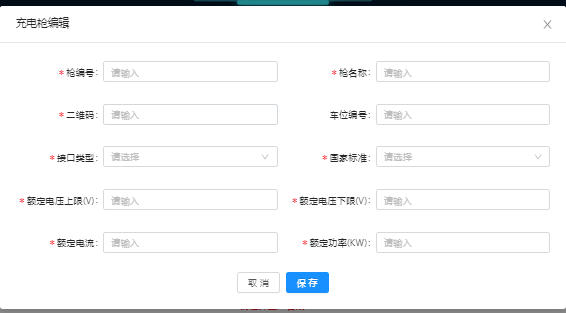 充电枪编辑
* 枪编号: 请输入 * 枪名称: 请输入
* 二维码: 请输入 车位编号: 请输入
* 接口类型: 请选择 * 国家标准: 请选择
* 额定电压上限(V): 请输入 * 额定电压下限(V): 请输入
* 额定电流: 请输入 * 额定功率(KW): 请输入
取 消 保 存